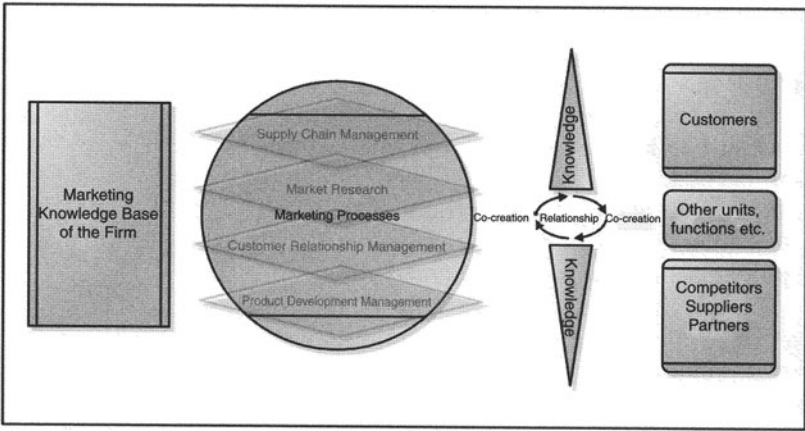 Marketing
Knowledge Base
of the Firm
Supply Chain Management
Market Research
Marketing Processes
Customer Relationship Management
Product Development Management
Knowledge
Co-creation
Relationship
Co-creation
Knowledge
Customers
Other units,
functions etc.
Competitors
Suppliers
Partners